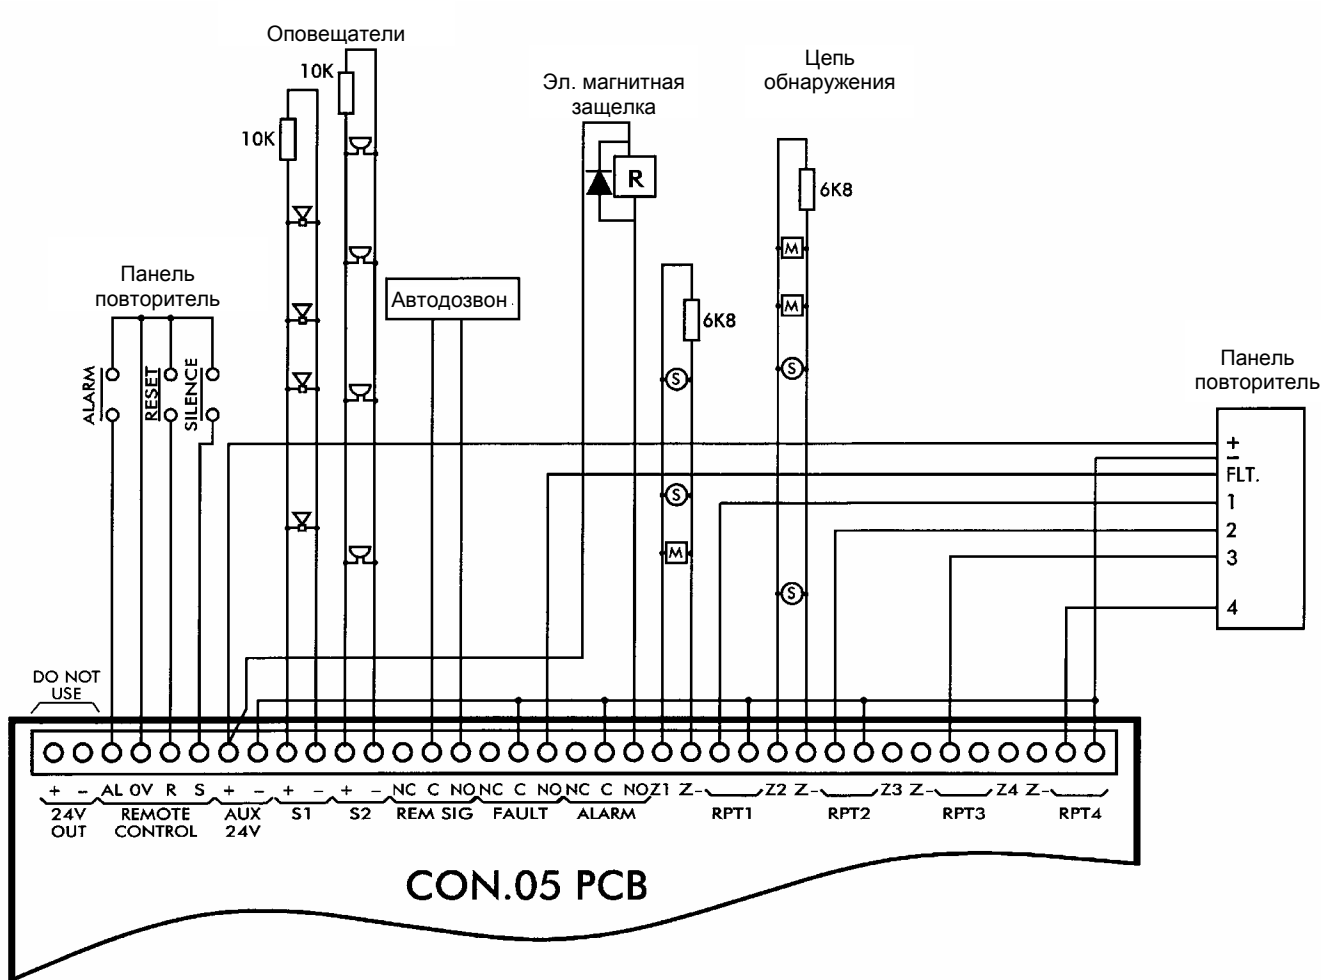 Оповещатели
10K
10K
Эл. магнитная
защелка
R
Цепь
обнаружения
6K8
M
M
S
S
Панель
повторитель
ALARM
RESET
SILENCE
Автодозвон
6K8
S
S
M
Панель
повторитель
+
–
FLT.
1
2
3
4
DO NOT
USE
+ – AL 0V R S + – + – + – NC C NO NC C NO NC C NO Z1 Z– Z2 Z– Z3 Z– Z4 Z–
24V OUT
REMOTE CONTROL
AUX 24V
S1
S2
REM SIG
FAULT
ALARM
RPT1
RPT2
RPT3
RPT4
CON.05 PCB